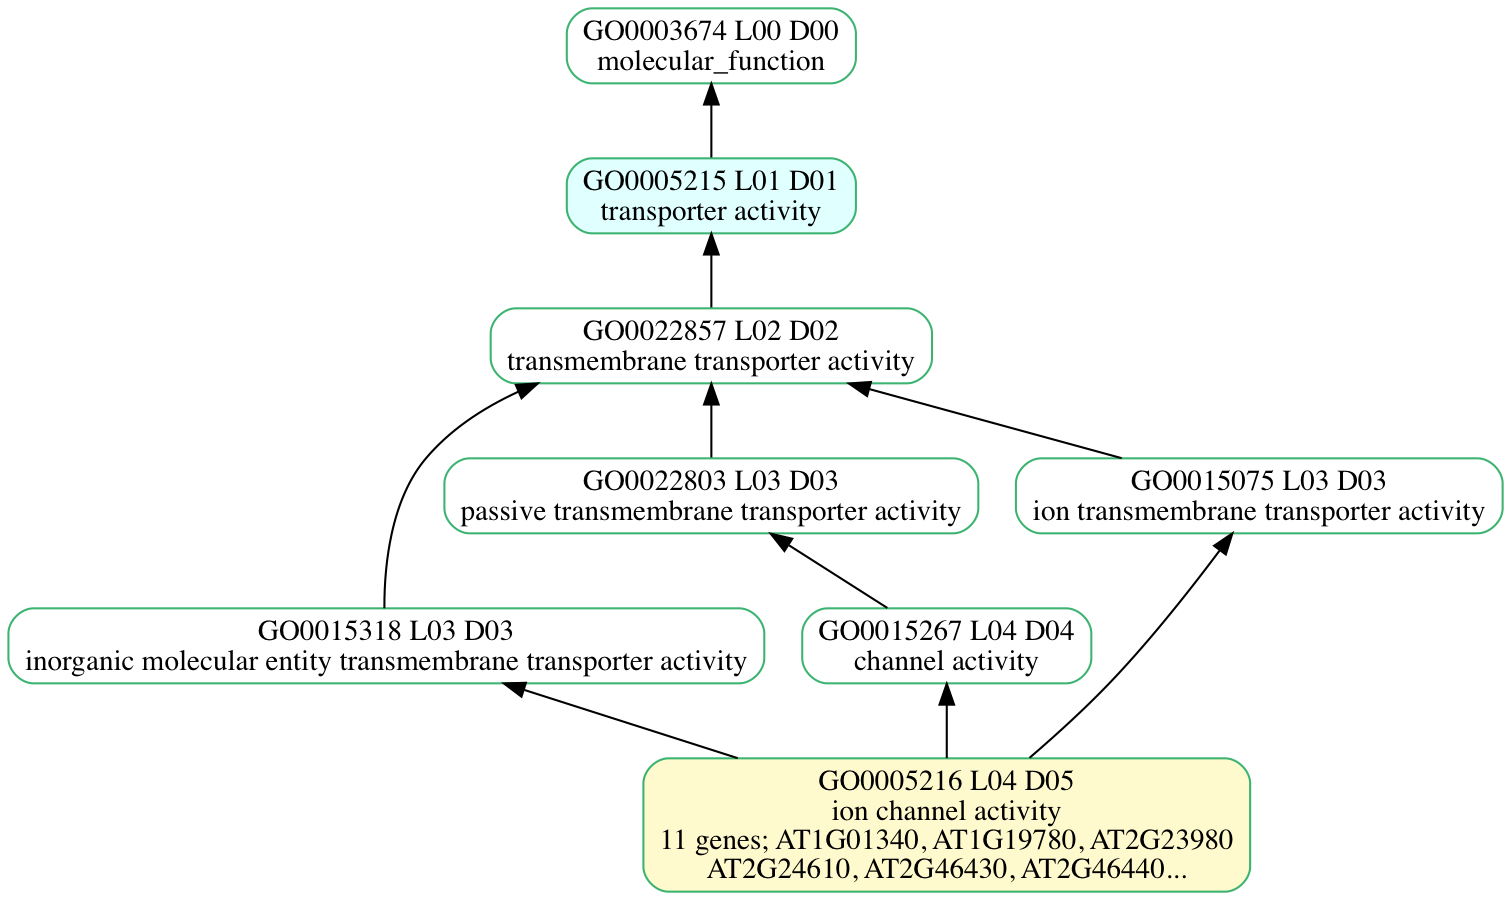 GO0003674 L00 D00
molecular_function
GO0005215 L01 D01
transporter activity
GO0022857 L02 D02
transmembrane transporter activity
GO0022803 L03 D03
passive transmembrane transporter activity
GO0015075 L03 D03
ion transmembrane transporter activity
GO0015318 L03 D03
inorganic molecular entity transmembrane transporter activity
GO0015267 L04 D04
channel activity
GO0005216 L04 D05
ion channel activity
11 genes; AT1G01340, AT1G19780, AT2G23980
AT2G24610, AT2G46430, AT2G46440...